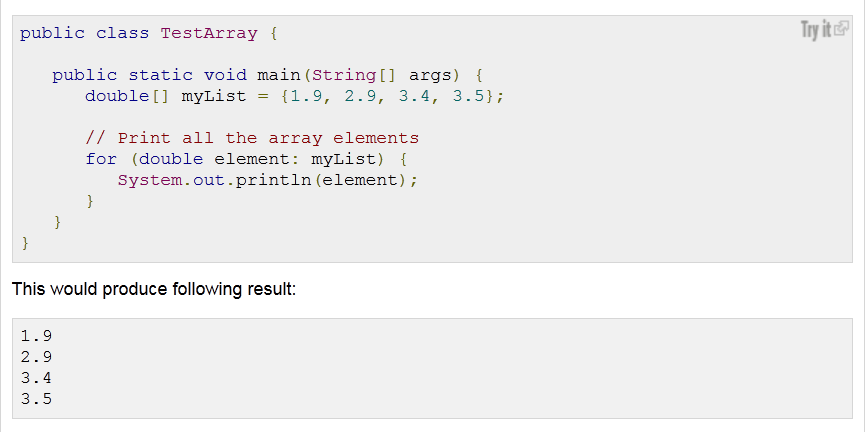 public class TestArray {
Try it
public static void main(String[] args) {
double[] myList = {1.9, 2.9, 3.4, 3.5};
// Print all the array elements
for (double element: myList) {
System.out.println(element);
}
}
}
This would produce following result:
1.9
2.9
3.4
3.5